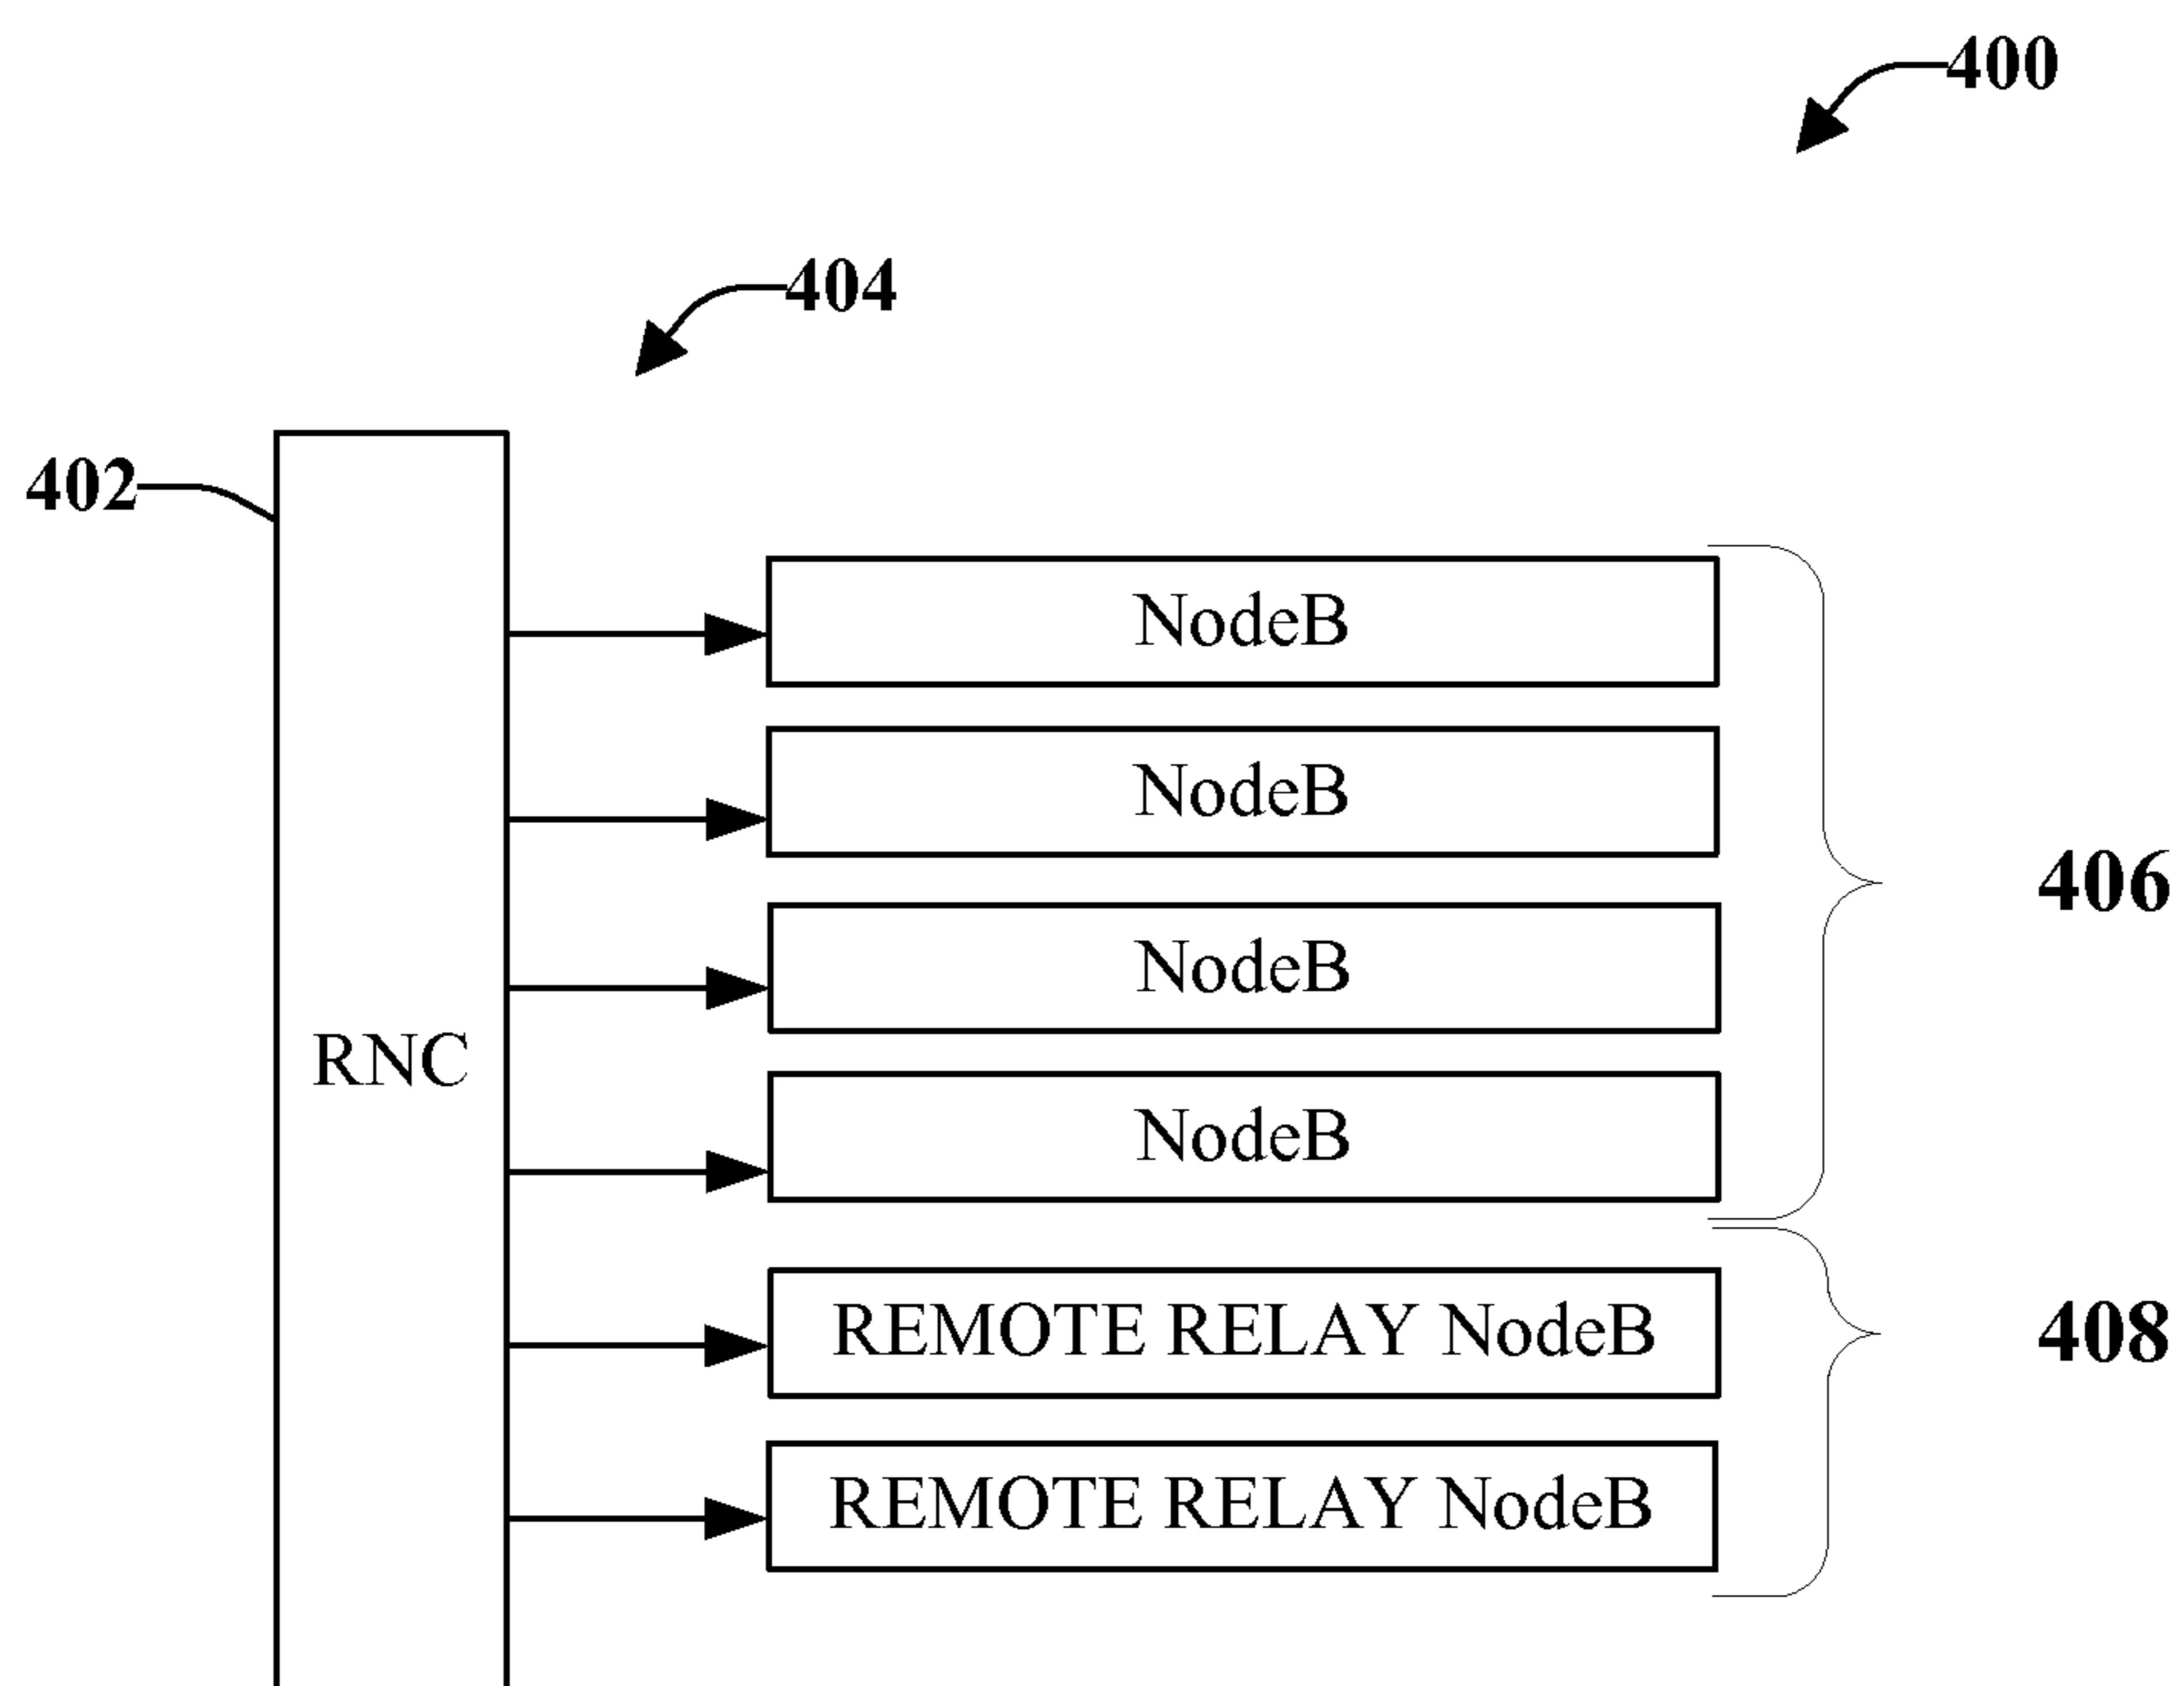 400
404
402
NodeB
NodeB
406
NodeB
RNC
NodeB
REMOTE RELAY NodeB
408
REMOTE RELAY NodeB